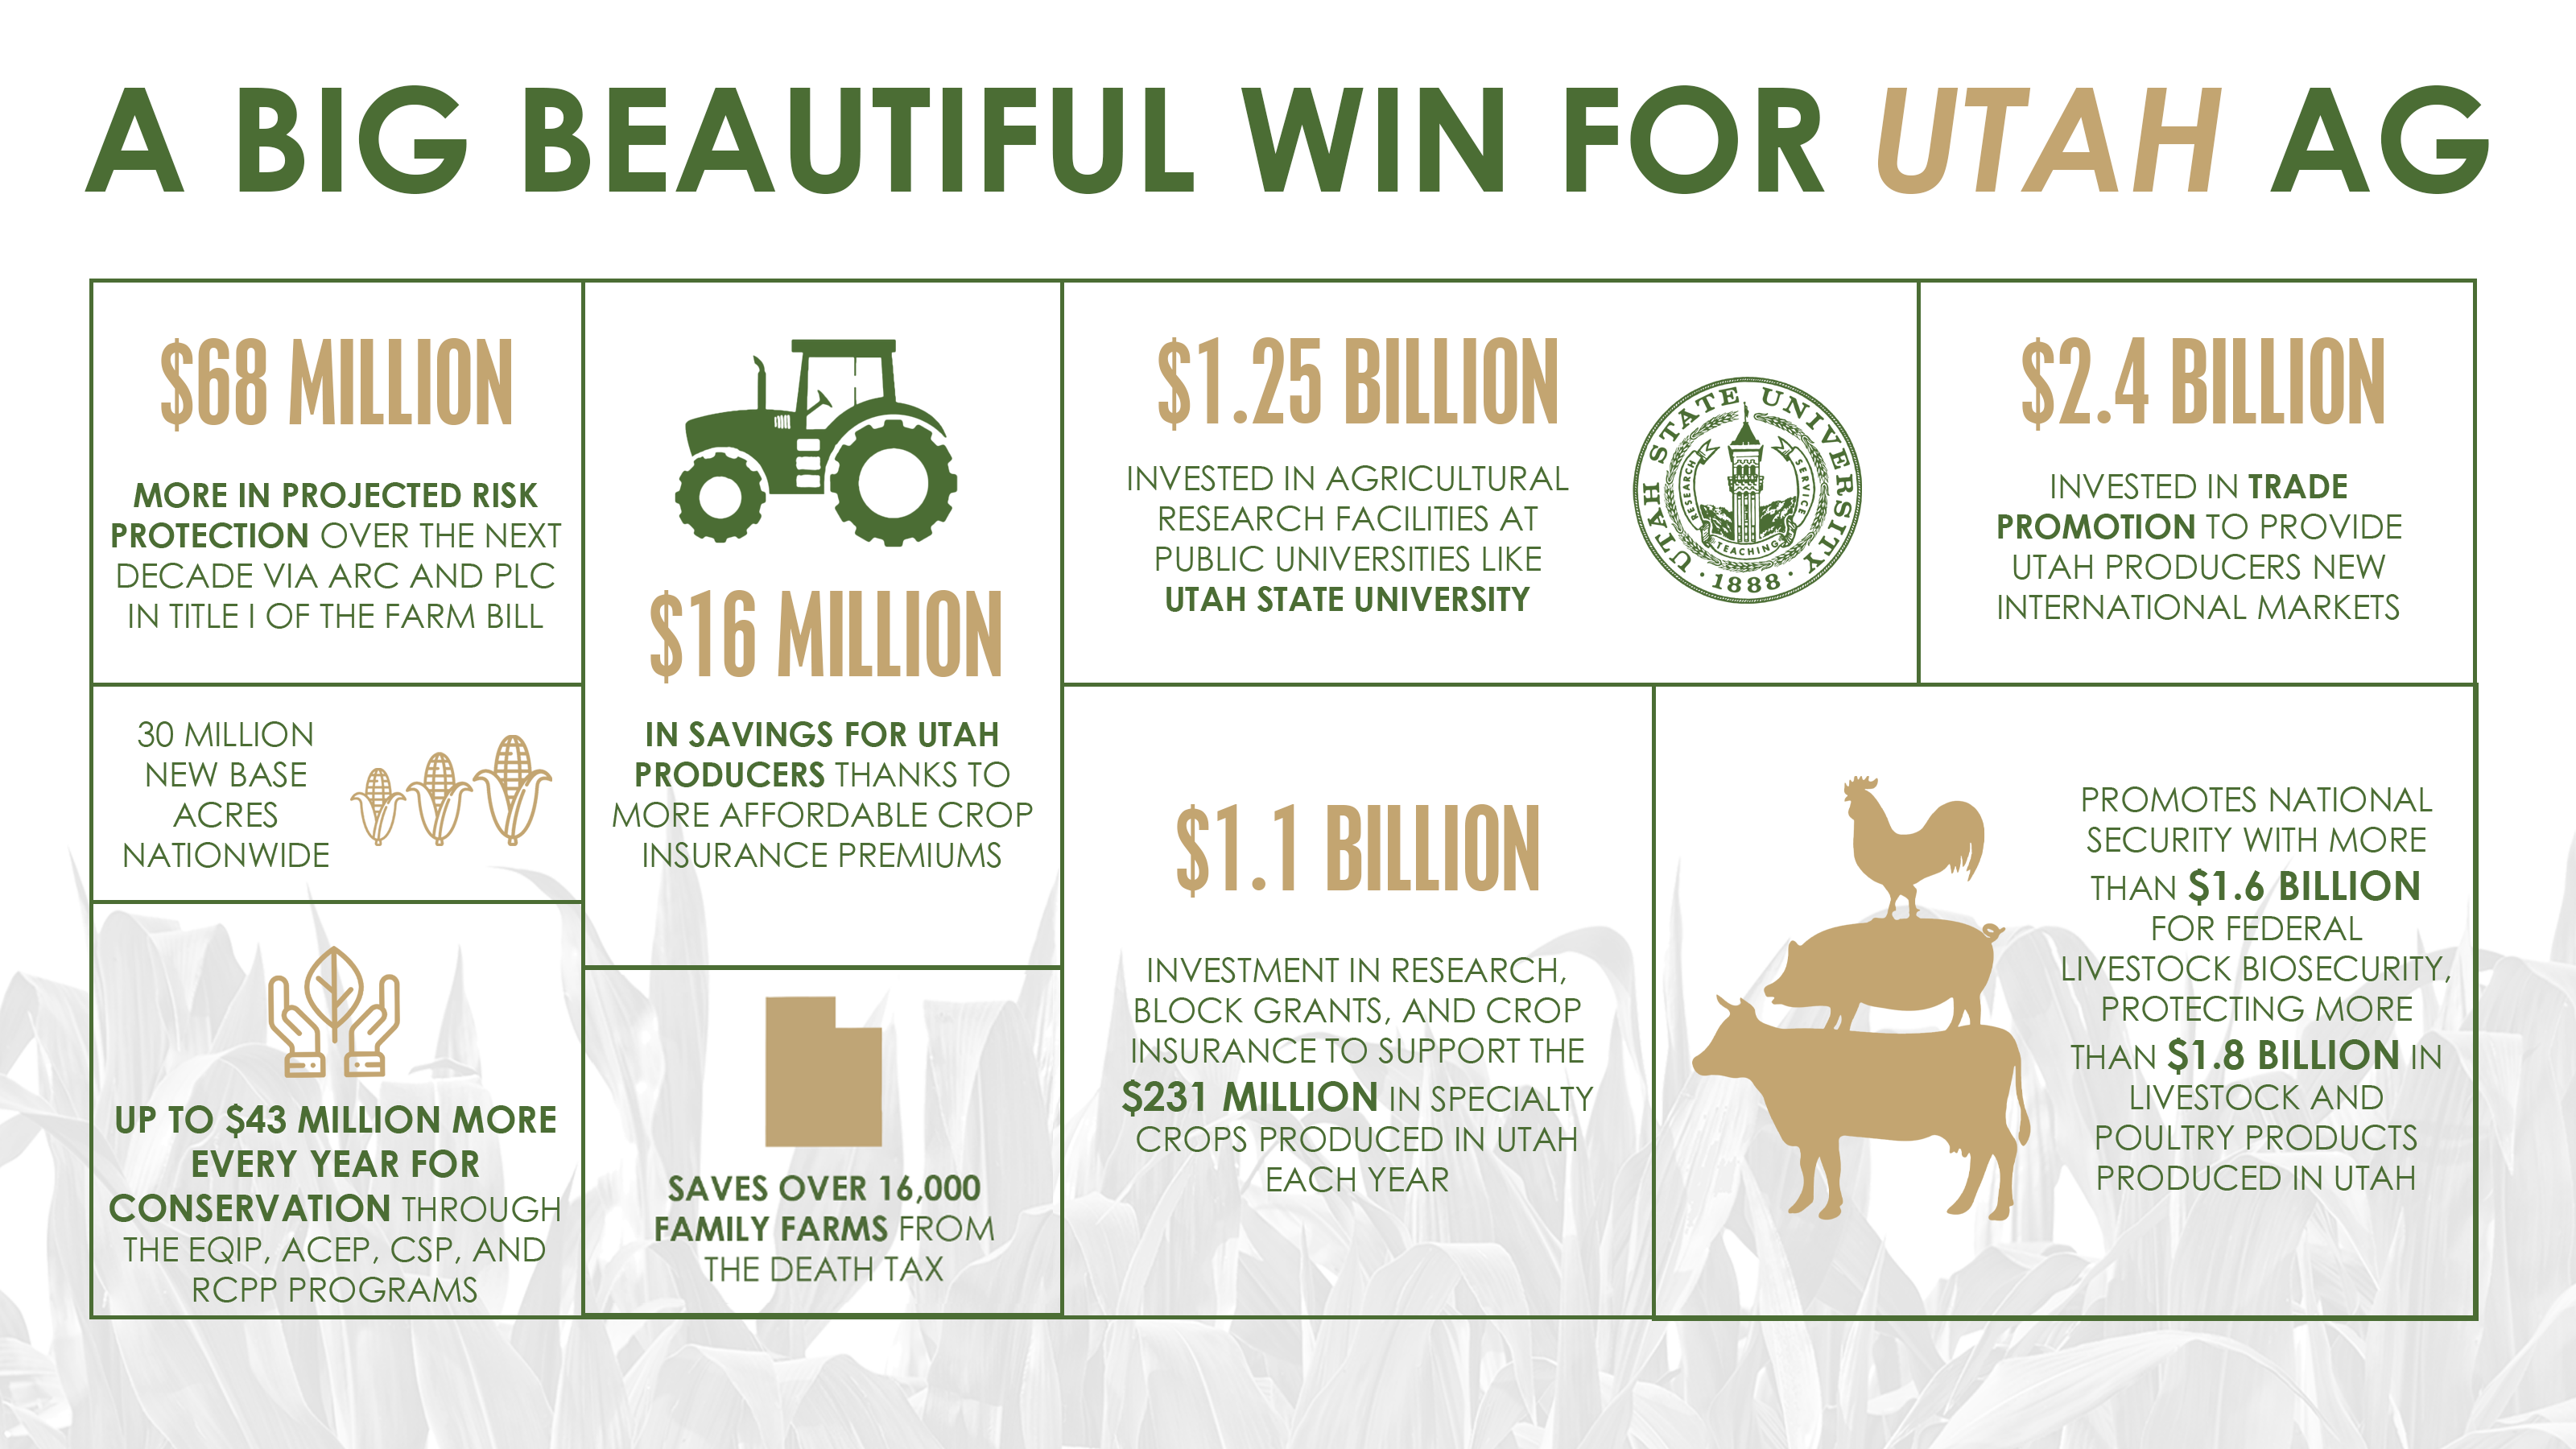 A BIG BEAUTIFUL WIN FOR UTAH AG
$68 MILLION
MORE IN PROJECTED RISK
PROTECTION OVER THE NEXT
DECADE VIA ARC AND PLC
IN TITLE I OF THE FARM BILL
30 MILLION
NEW BASE
ACRES
NATIONWIDE
UP TO $43 MILLION MORE
EVERY YEAR FOR
CONSERVATION THROUGH
THE EQIP, ACEP, CSP, AND
RCPP PROGRAMS
$16 MILLION
IN SAVINGS FOR UTAH
PRODUCERS THANKS TO
MORE AFFORDABLE CROP
INSURANCE PREMIUMS
SAVES OVER 16,000
FAMILY FARMS FROM
THE DEATH TAX
$1.25 BILLION
INVESTED IN AGRICULTURAL
RESEARCH FACILITIES AT
PUBLIC UNIVERSITIES LIKE
UTAH STATE UNIVERSITY
UTAH STATE UNIVERSITY
RESEARCH
SERVICE
TEACHING
· 1888 ·
$2.4 BILLION
INVESTED IN TRADE
PROMOTION TO PROVIDE
UTAH PRODUCERS NEW
INTERNATIONAL MARKETS
$1.1 BILLION
INVESTMENT IN RESEARCH,
BLOCK GRANTS, AND CROP
INSURANCE TO SUPPORT THE
$231 MILLION IN SPECIALTY
CROPS PRODUCED IN UTAH
EACH YEAR
PROMOTES NATIONAL
SECURITY WITH MORE
THAN $1.6 BILLION
FOR FEDERAL
LIVESTOCK BIOSECURITY,
PROTECTING MORE
THAN $1.8 BILLION IN
LIVESTOCK AND
POULTRY PRODUCTS
PRODUCED IN UTAH